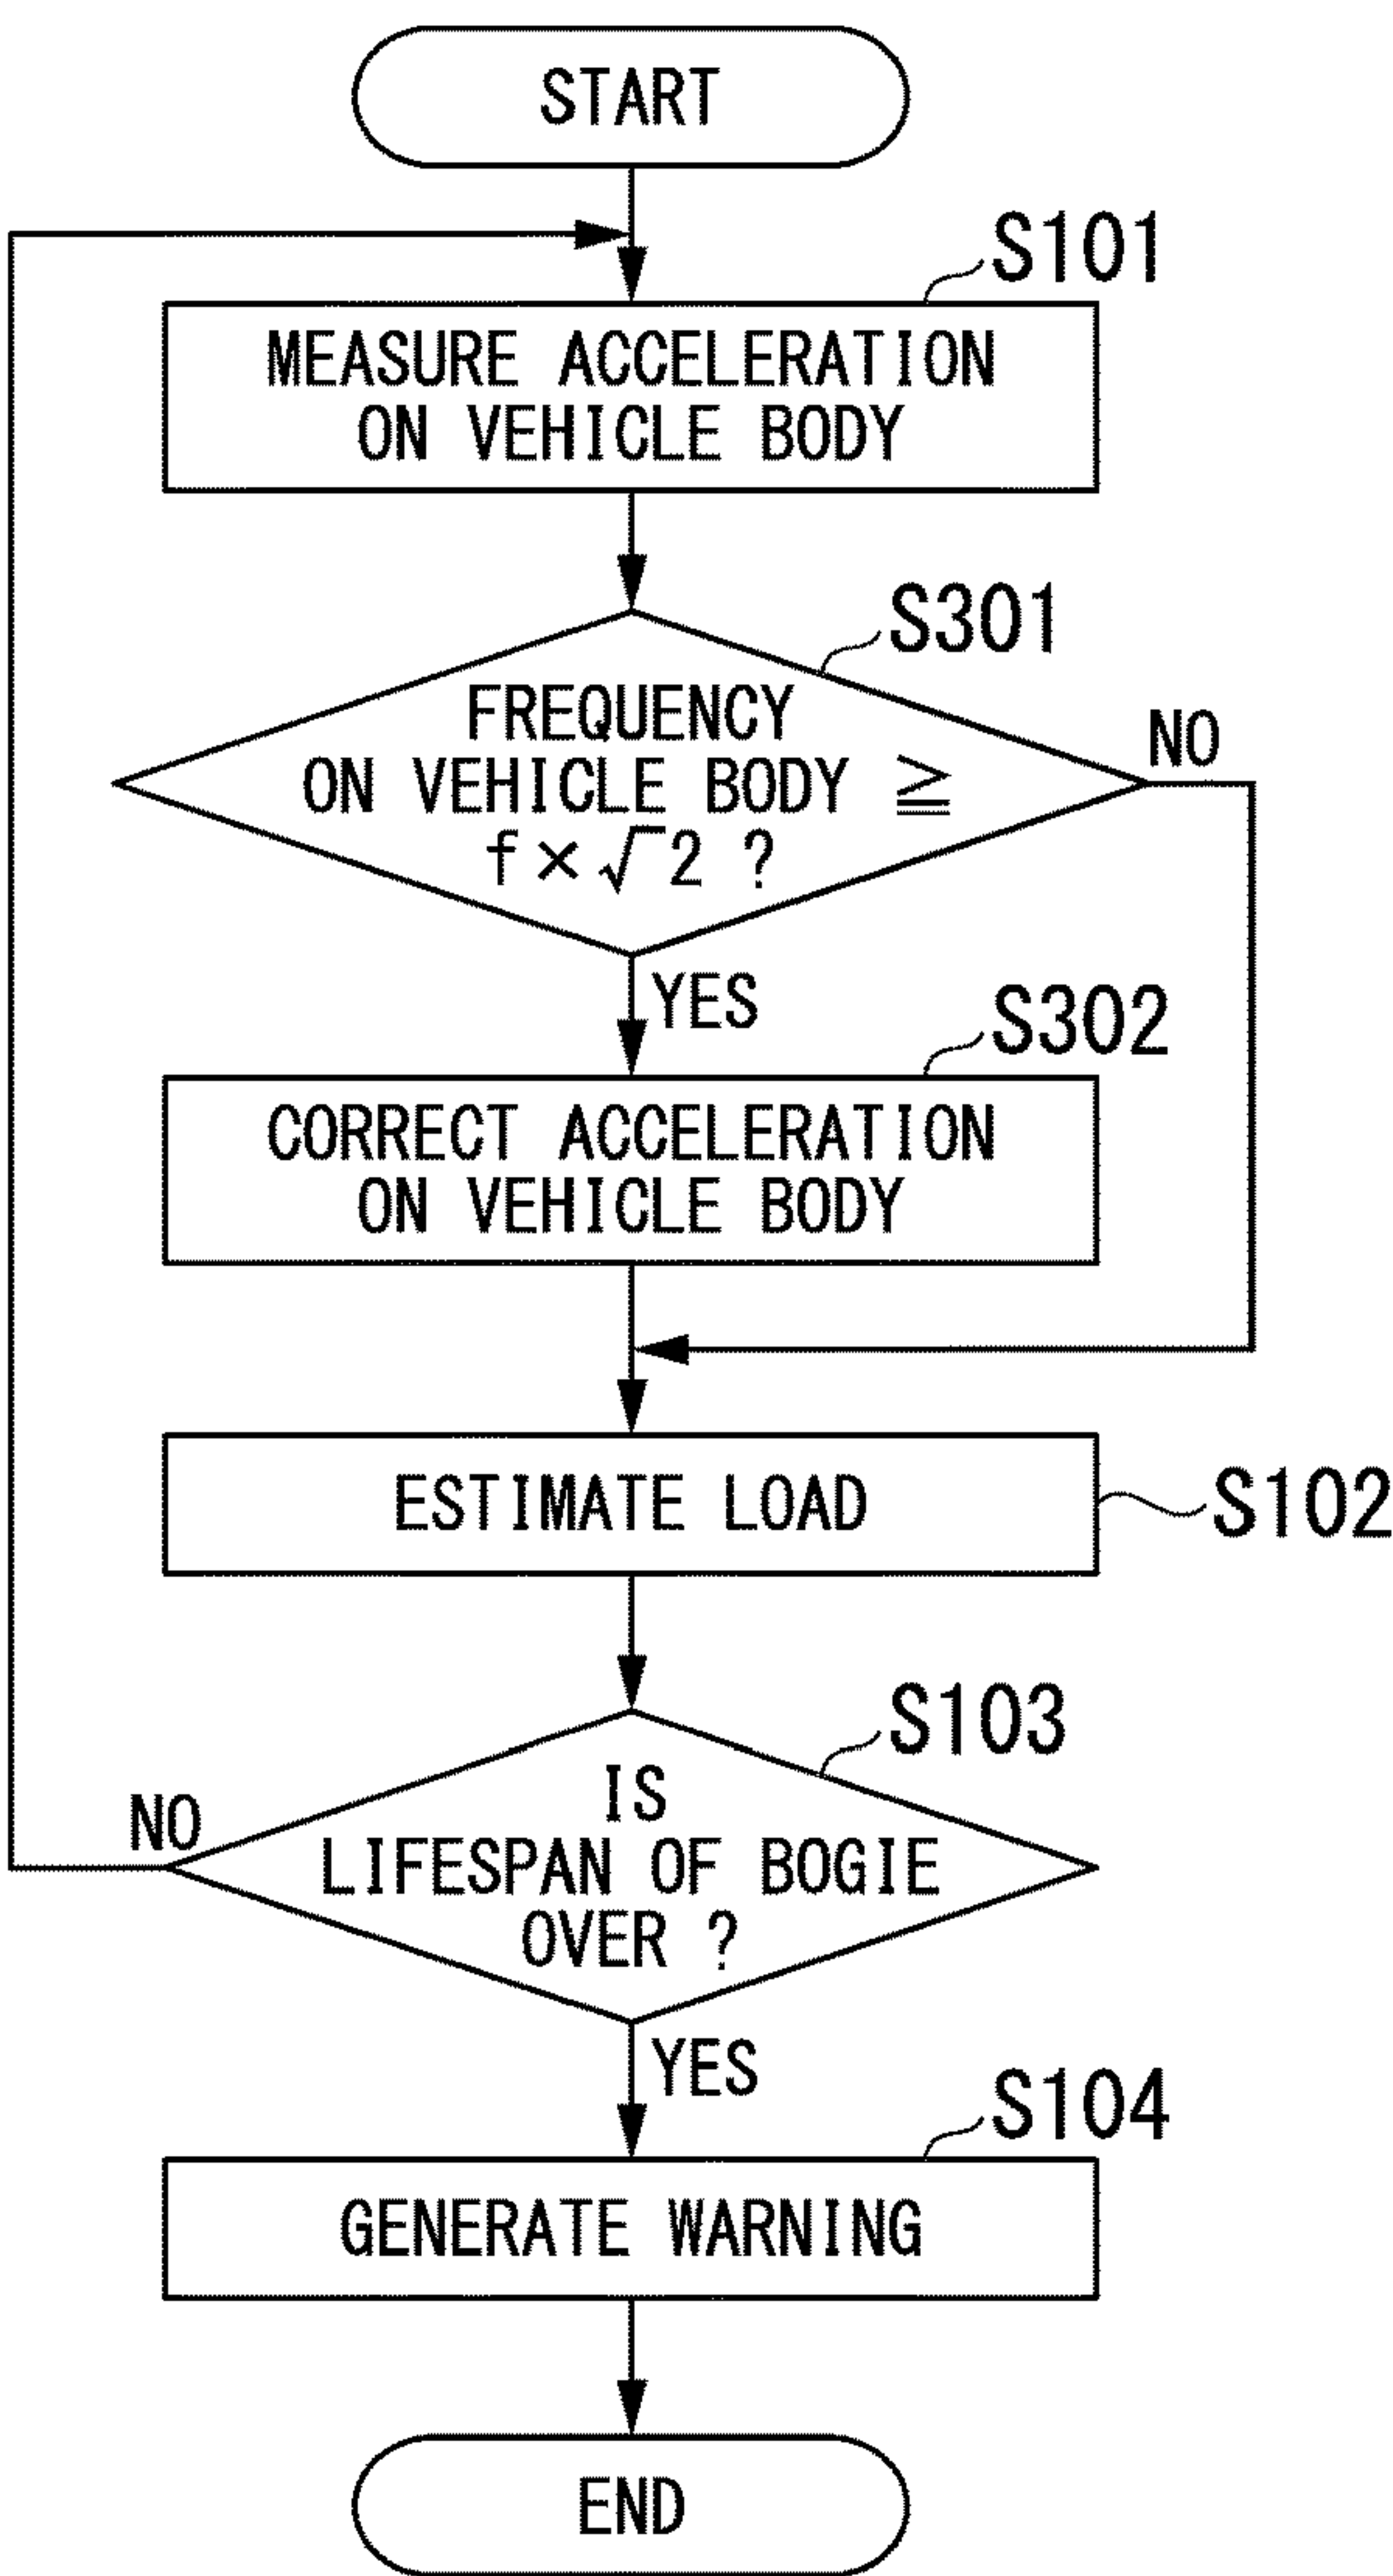 START
S101
MEASURE ACCELERATION
ON VEHICLE BODY
S301
FREQUENCY
ON VEHICLE BODY ≧
f×√2 ?
NO
YES
S302
CORRECT ACCELERATION
ON VEHICLE BODY
ESTIMATE LOAD
S102
S103
IS
LIFESPAN OF BOGIE
OVER ?
NO
YES
S104
GENERATE WARNING
END